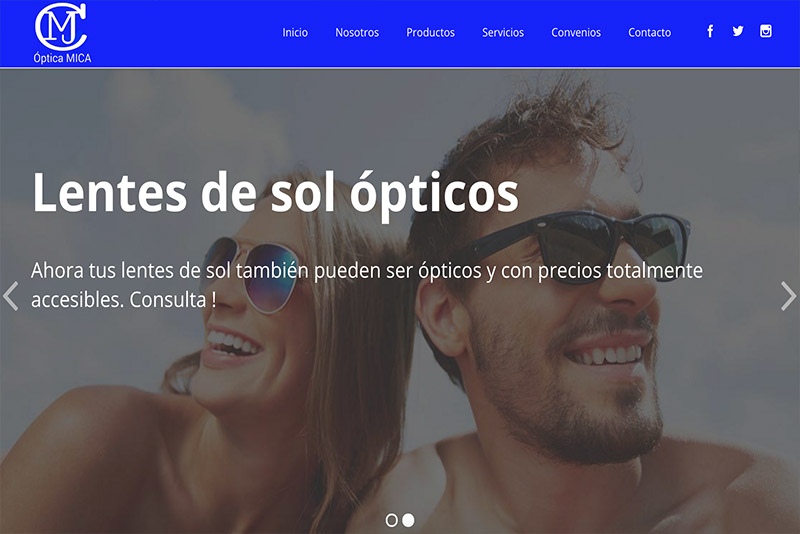 CMJ
Óptica MICA
Inicio
Nosotros
Productos
Servicios
Convenios
Contacto
Lentes de sol ópticos
Ahora tus lentes de sol también pueden ser ópticos y con precios totalmente
accesibles. Consulta !